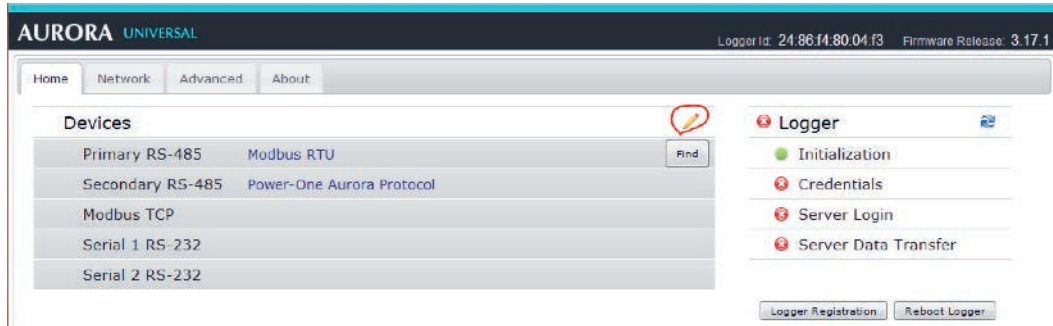 AURORA UNIVERSAL
Logger Id: 24:86:f4:80:04:f3 Firmware Release: 3.17.1
Home Network Advanced About
Devices
Primary RS-485 Modbus RTU Find
Secondary RS-485 Power-One Aurora Protocol
Modbus TCP
Serial 1 RS-232
Serial 2 RS-232
Logger
Initialization
Credentials
Server Login
Server Data Transfer
Logger Registration Reboot Logger